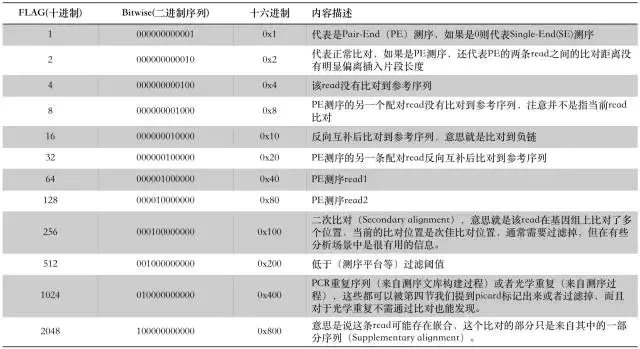 FLAG(十进制) Bitwise(二进制序列) 十六进制 内容描述
1 000000000001 0x1 代表是Pair-End（PE）测序，如果是0则代表Single-End(SE)测序
2 000000000010 0x2 代表正常比对，如果是PE测序，还代表PE的两条read之间的比对距离没
有明显偏离插入片段长度
4 000000000100 0x4 该read没有比对到参考序列
8 000000001000 0x8 PE测序的另一个配对read没有比对到参考序列，注意并不是指当前read
比对
16 000000010000 0x10 反向互补后比对到参考序列，意思就是比对到负链
32 000000100000 0x20 PE测序的另一条配对read反向互补后比对到参考序列
64 000001000000 0x40 PE测序read1
128 000010000000 0x80 PE测序read2
256 000100000000 0x100 二次比对（Secondary alignment），意思就是该read在基因组上比对了多
个位置，当前的比对位置是次佳比对位置，通常需要过滤掉，但在有些
分析场景中是很有用的信息。
512 001000000000 0x200 低于（测序平台等）过滤阈值
1024 010000000000 0x400 PCR重复序列（来自测序文库构建过程）或者光学重复（来自测序过
程），这些都可以被第四节我们提到picard标记出来或者过滤掉，而且
对于光学重复不需通过比对也能发现。
2048 100000000000 0x800 意思是说这条read可能存在嵌合，这个比对的部分只是来自其中的一部
分序列（Supplementary alignment）。